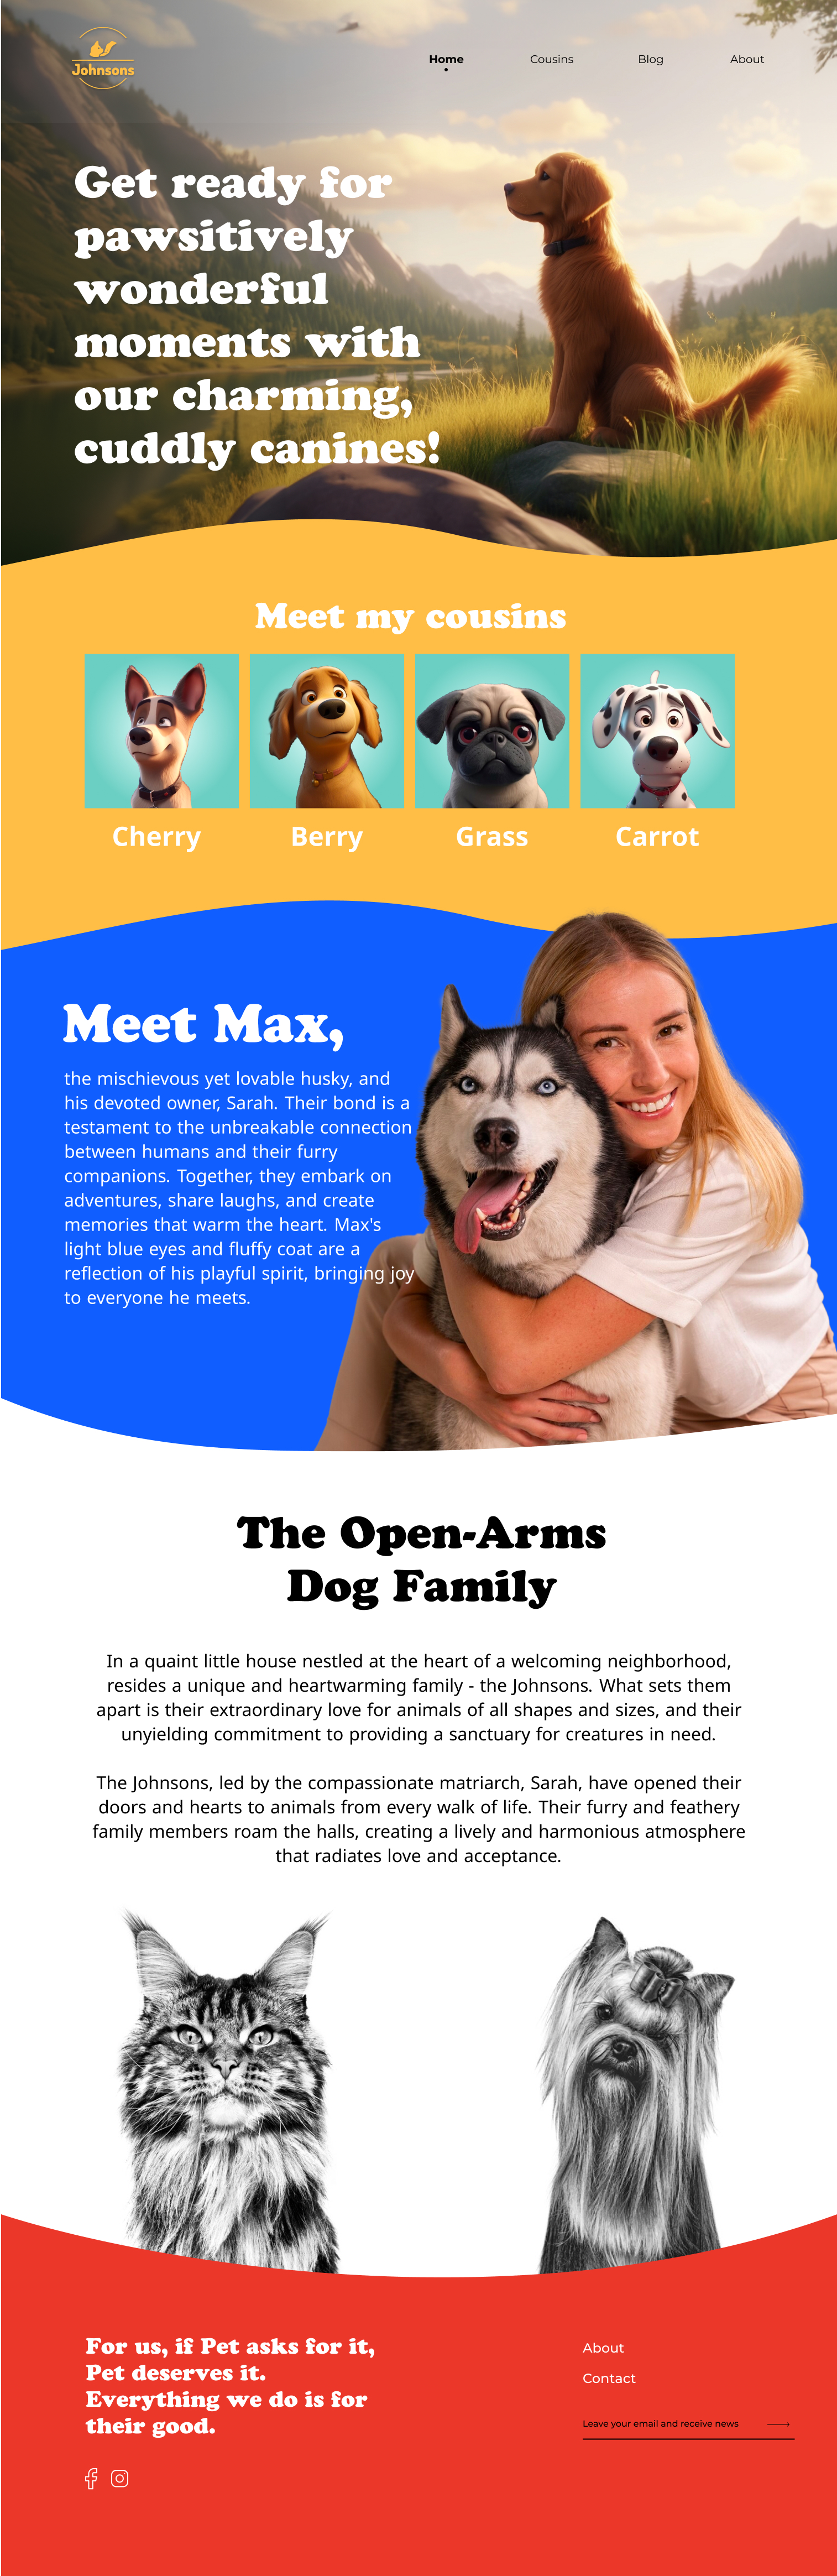 Johnsons
Home
Cousins
Blog
About
Get ready for
pawsitively
wonderful
moments with
our charming,
cuddly canines!
Meet my cousins
Cherry
Berry
Grass
Carrot
Meet Max,
the mischievous yet lovable husky, and
his devoted owner, Sarah. Their bond is a
testament to the unbreakable connection
between humans and their furry
companions. Together, they embark on
adventures, share laughs, and create
memories that warm the heart. Max's
light blue eyes and fluffy coat are a
reflection of his playful spirit, bringing joy
to everyone he meets.
The Open-Arms
Dog Family
In a quaint little house nestled at the heart of a welcoming neighborhood,
resides a unique and heartwarming family - the Johnsons. What sets them
apart is their extraordinary love for animals of all shapes and sizes, and their
unyielding commitment to providing a sanctuary for creatures in need.
The Johnsons, led by the compassionate matriarch, Sarah, have opened their
doors and hearts to animals from every walk of life. Their furry and feathery
family members roam the halls, creating a lively and harmonious atmosphere
that radiates love and acceptance.
For us, if Pet asks for it,
Pet deserves it.
Everything we do is for
their good.
About
Contact
Leave your email and receive news